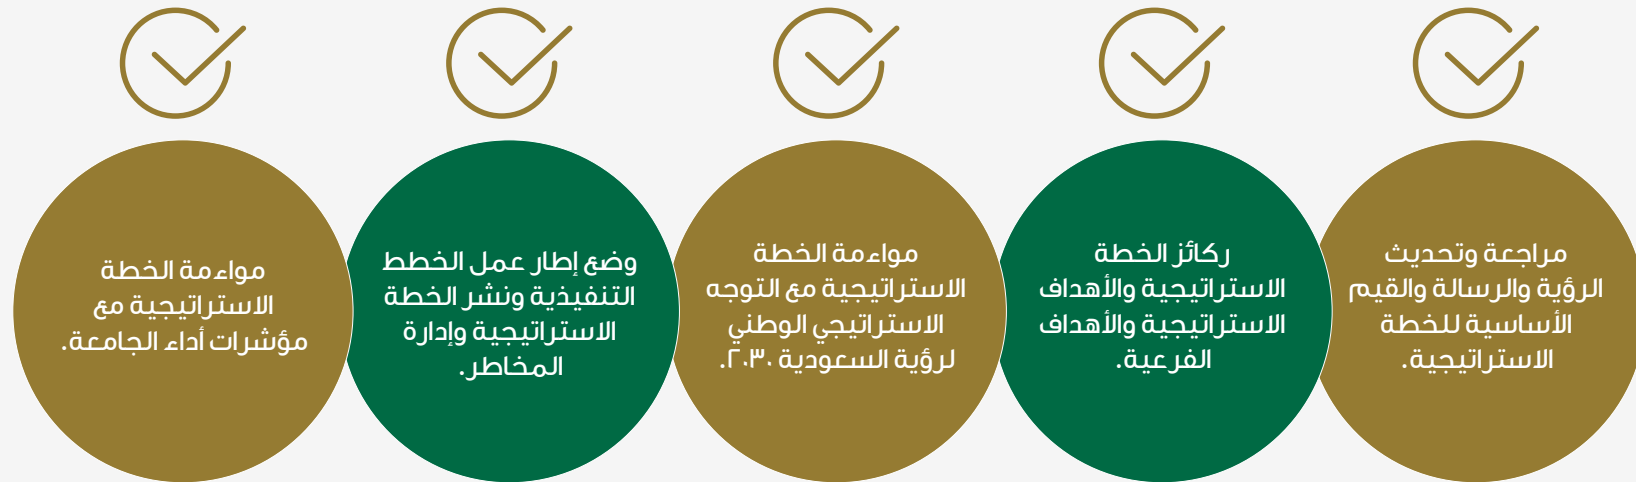 مراجعة وتحديث
الرؤية والرسالة والقيم
الأساسية للخطة
الاستراتيجية.
ركائز الخطة
الاستراتيجية والأهداف
الاستراتيجية والأهداف
الفرعية.
مواءمة الخطة
الاستراتيجية مع التوجه
الاستراتيجي الوطني
لرؤية السعودية ٢٠٣٠.
وضع إطار عمل الخطط
التنفيذية ونشر الخطة
الاستراتيجية وإدارة
المخاطر.
مواءمة الخطة
الاستراتيجية مع
مؤشرات أداء الجامعة.